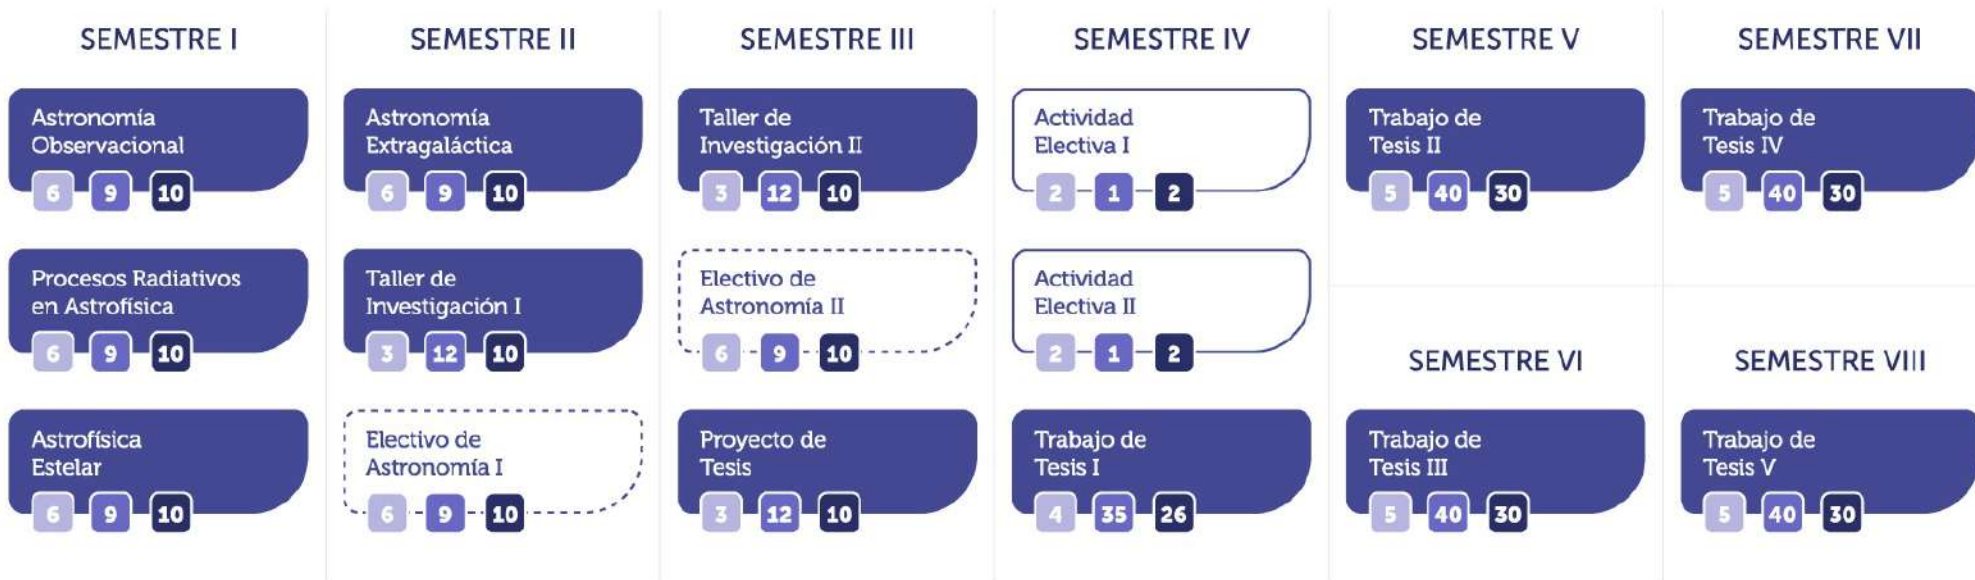 SEMESTRE I
Astronomía
Observacional
6 9 10
Procesos Radiativos
en Astrofísica
6 9 10
Astrofísica
Estelar
6 9 10
SEMESTRE II
Astronomía
Extragaláctica
6 9 10
Taller de
Investigación I
3 12 10
Electivo de
Astronomía I
6 9 10
SEMESTRE III
Taller de
Investigación II
3 12 10
Electivo de
Astronomía II
6 9 10
Proyecto de
Tesis
3 12 10
SEMESTRE IV
Actividad
Electiva I
2 1 2
Actividad
Electiva II
2 1 2
Trabajo de
Tesis I
4 35 26
SEMESTRE V
Trabajo de
Tesis II
5 40 30
SEMESTRE VI
Trabajo de
Tesis III
5 40 30
SEMESTRE VII
Trabajo de
Tesis IV
5 40 30
SEMESTRE VIII
Trabajo de
Tesis V
5 40 30